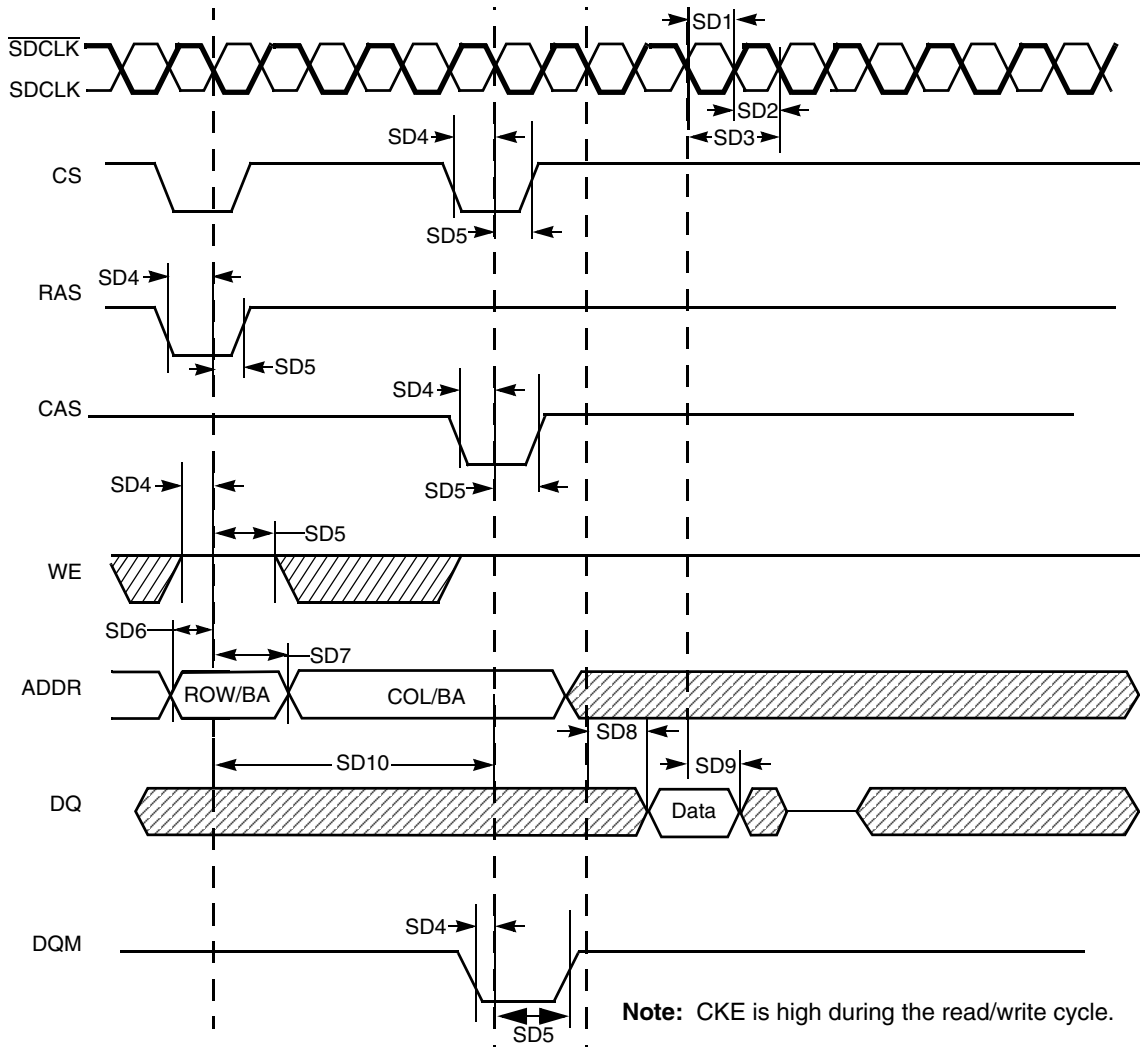 SD1
SDCLK
SDCLK
SD2
SD4
SD3
CS
SD5
SD4
RAS
SD5
SD4
CAS
SD4
SD5
SD5
WE
SD6
SD7
ADDR
ROW/BA
COL/BA
SD8
SD10
SD9
DQ
Data
SD4
DQM
Note: CKE is high during the read/write cycle.
SD5